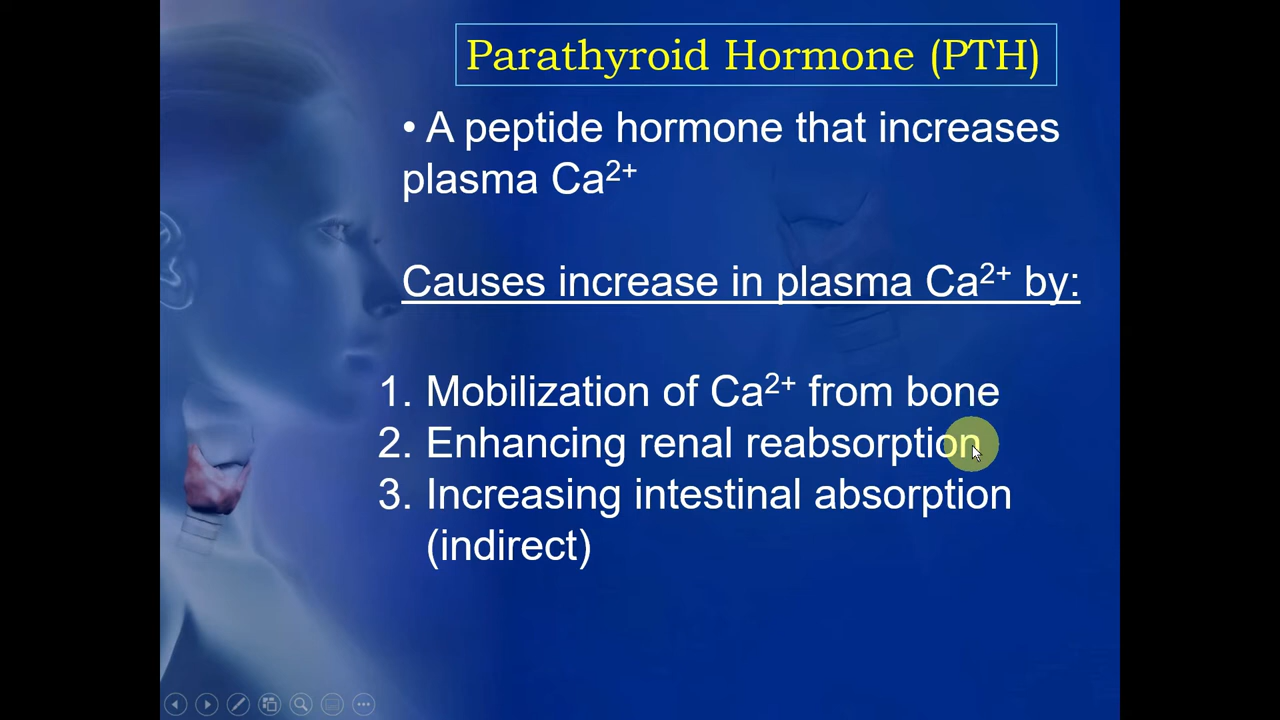 Parathyroid Hormone (PTH)
• A peptide hormone that increases
plasma Ca²⁺
Causes increase in plasma Ca²⁺ by:
1. Mobilization of Ca²⁺ from bone
2. Enhancing renal reabsorption
3. Increasing intestinal absorption
(indirect)